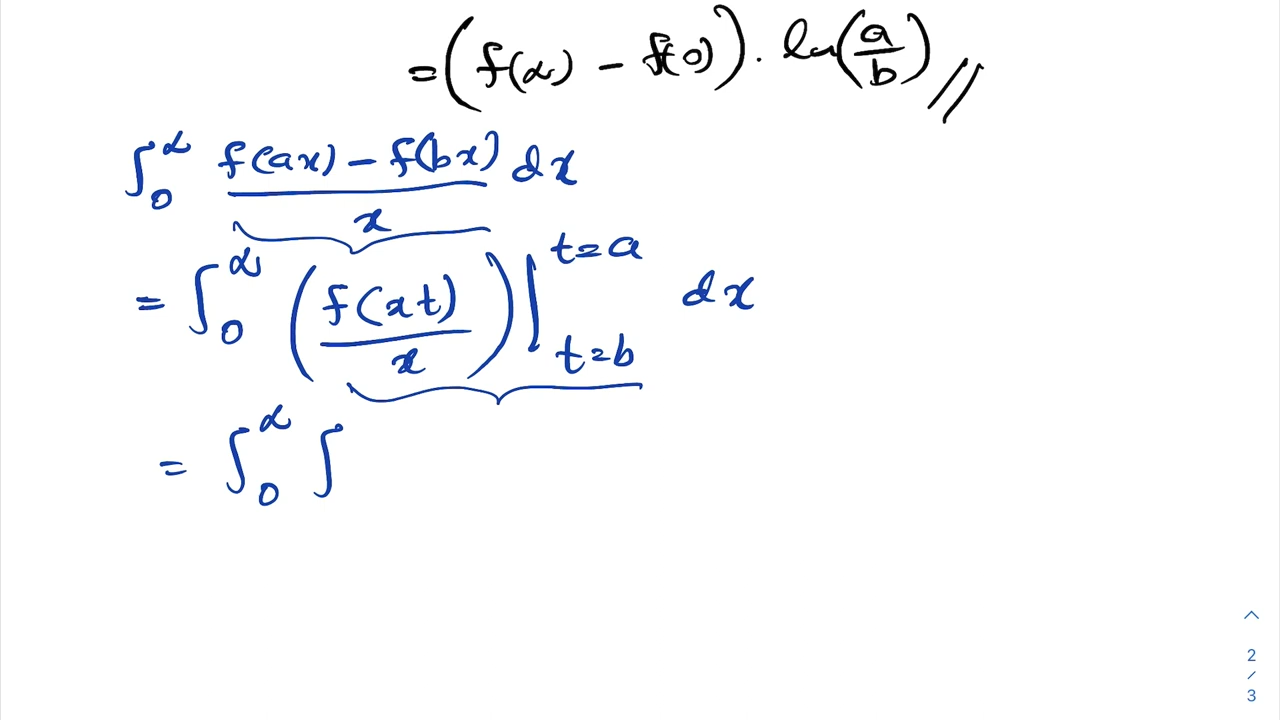 = (f(∝) − f(0)) · ln(a/b) //
∫₀^∝ (f(ax) − f(bx))/x dx
= ∫₀^∝ (f(xt)/x) |_{t=b}^{t=a} dx
= ∫₀^∝ ∫
2
/
3